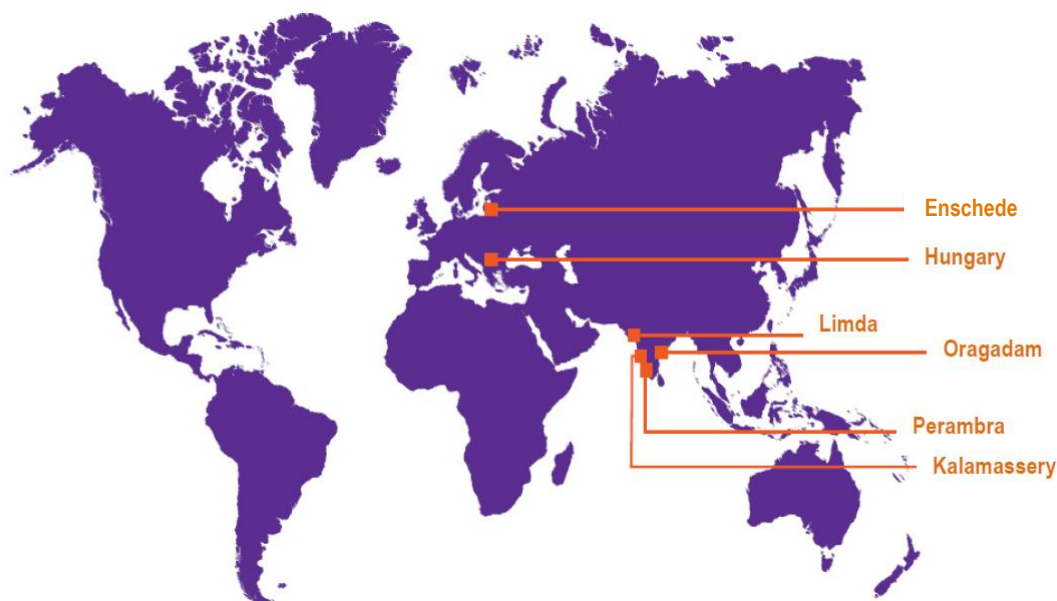 Enschede
Hungary
Limda
Oragadam
Perambra
Kalamassery